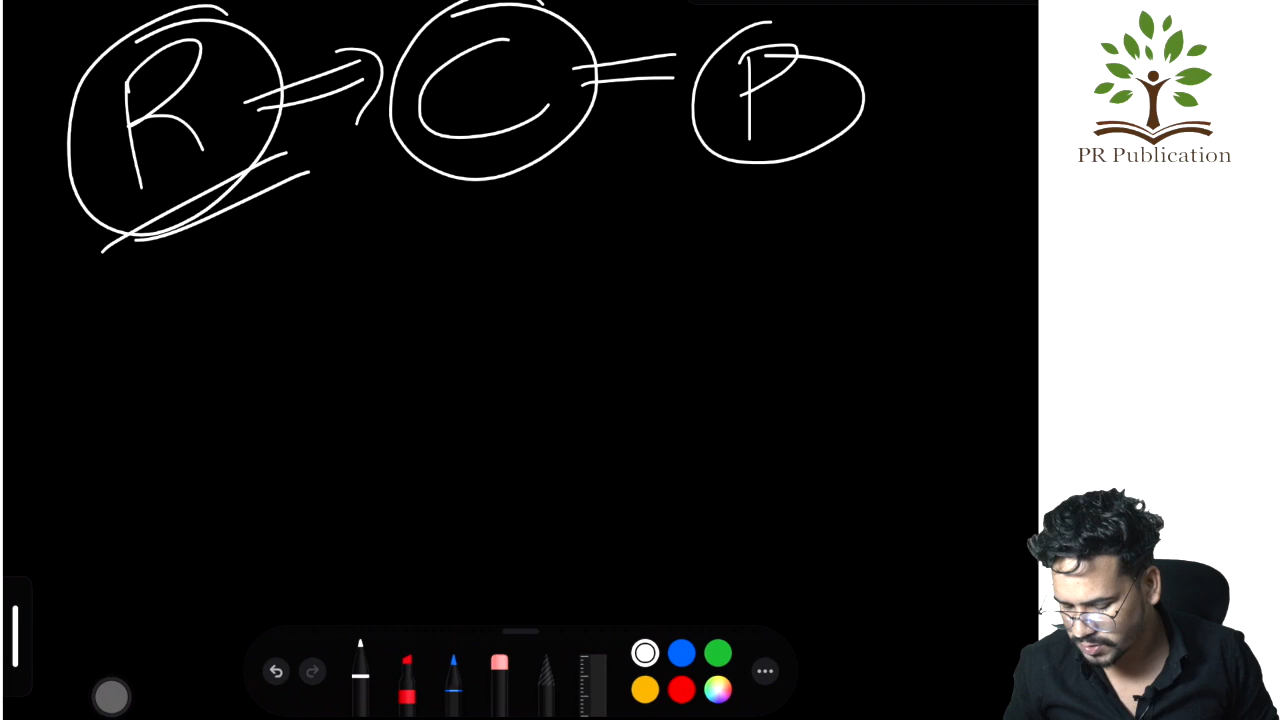 R ⇒ C = P
PR Publication